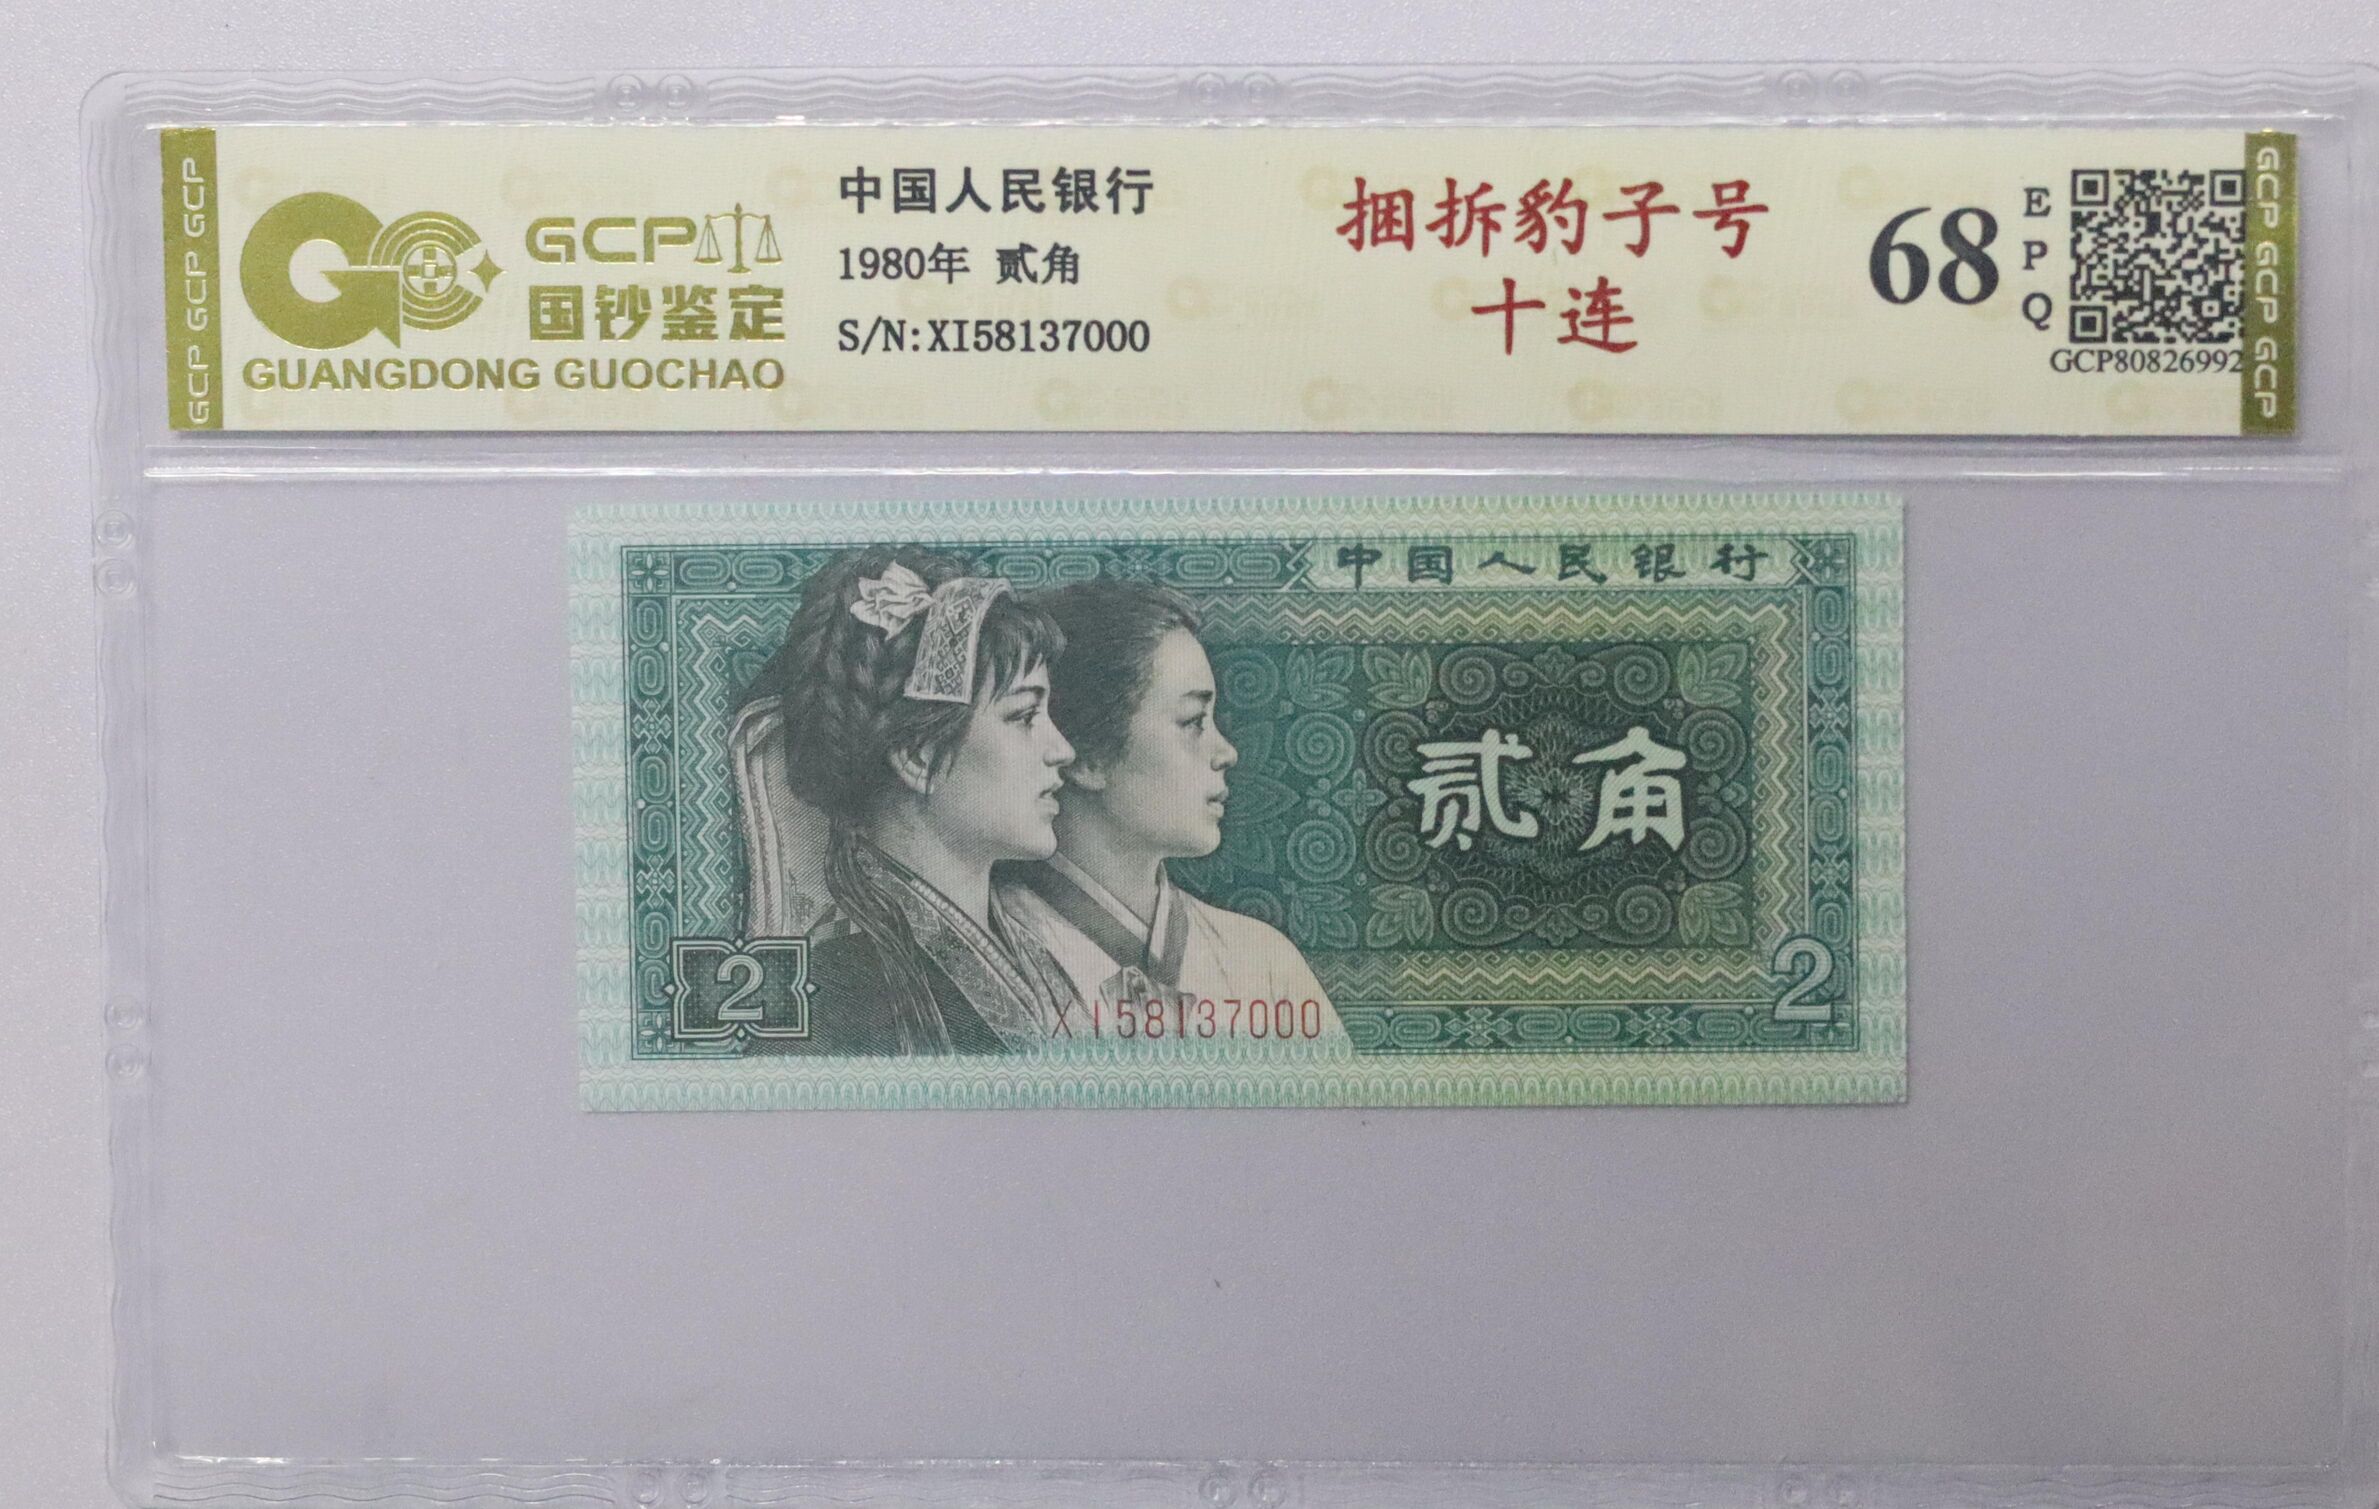 GCP GCP GCP
GCP
国钞鉴定
GUANGDONG GUOCHAO
中国人民银行
1980年 贰角
S/N:XI58137000
捆拆豹子号
十连
68
EPQ
GCP80826992
GCP GCP GCP
中国人民银行
贰角
2
XI58137000
2